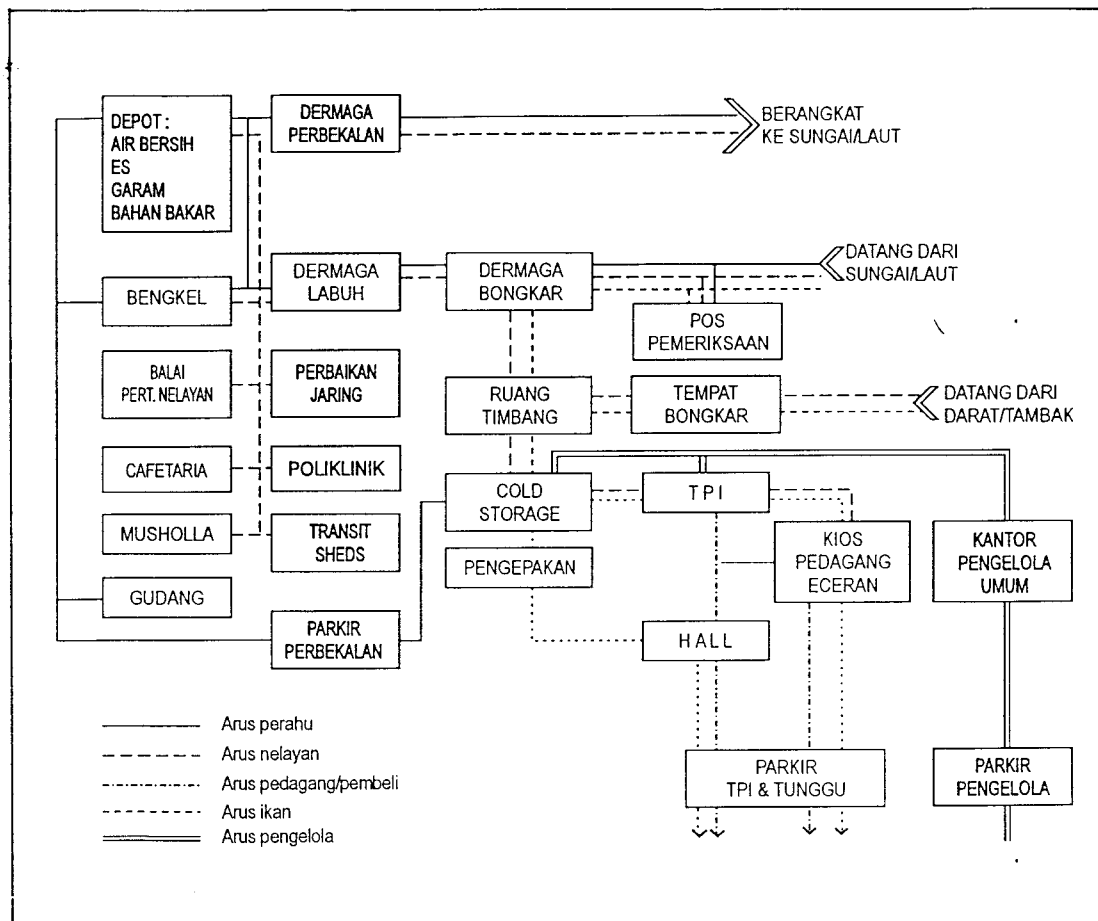 DEPOT :
AIR BERSIH
ES
GARAM
BAHAN BAKAR
DERMAGA
PERBEKALAN
BERANGKAT
KE SUNGAI/LAUT
BENGKEL
DERMAGA
LABUH
DERMAGA
BONGKAR
DATANG DARI
SUNGAI/LAUT
POS
PEMERIKSAAN
BALAI
PERT. NELAYAN
PERBAIKAN
JARING
RUANG
TIMBANG
TEMPAT
BONGKAR
DATANG DARI
DARAT/TAMBAK
CAFETARIA
POLIKLINIK
COLD
STORAGE
T P I
MUSHOLLA
TRANSIT
SHEDS
PENGEPAKAN
KIOS
PEDAGANG
ECERAN
KANTOR
PENGELOLA
UMUM
GUDANG
PARKIR
PERBEKALAN
H A L L
Arus perahu
Arus nelayan
Arus pedagang/pembeli
Arus ikan
Arus pengelola
PARKIR
TPI & TUNGGU
PARKIR
PENGELOLA